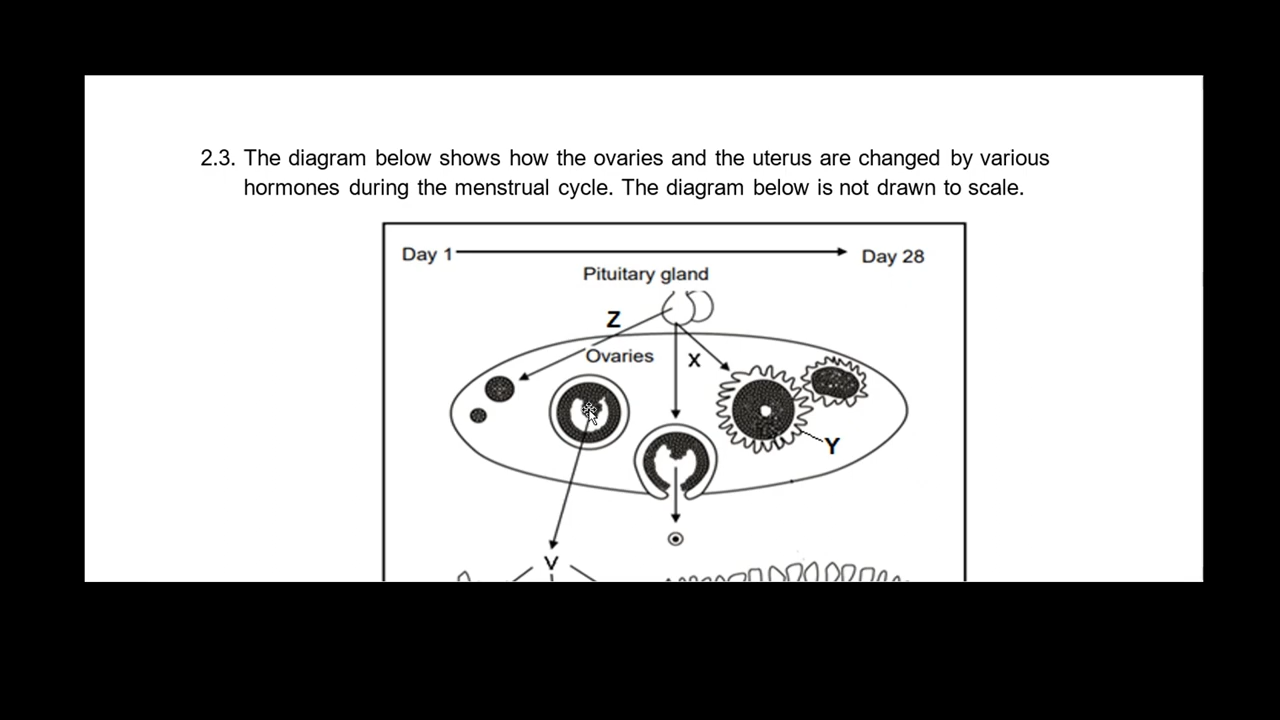 2.3. The diagram below shows how the ovaries and the uterus are changed by various
hormones during the menstrual cycle. The diagram below is not drawn to scale.
Day 1
Day 28
Pituitary gland
Z
Ovaries
X
Y
V